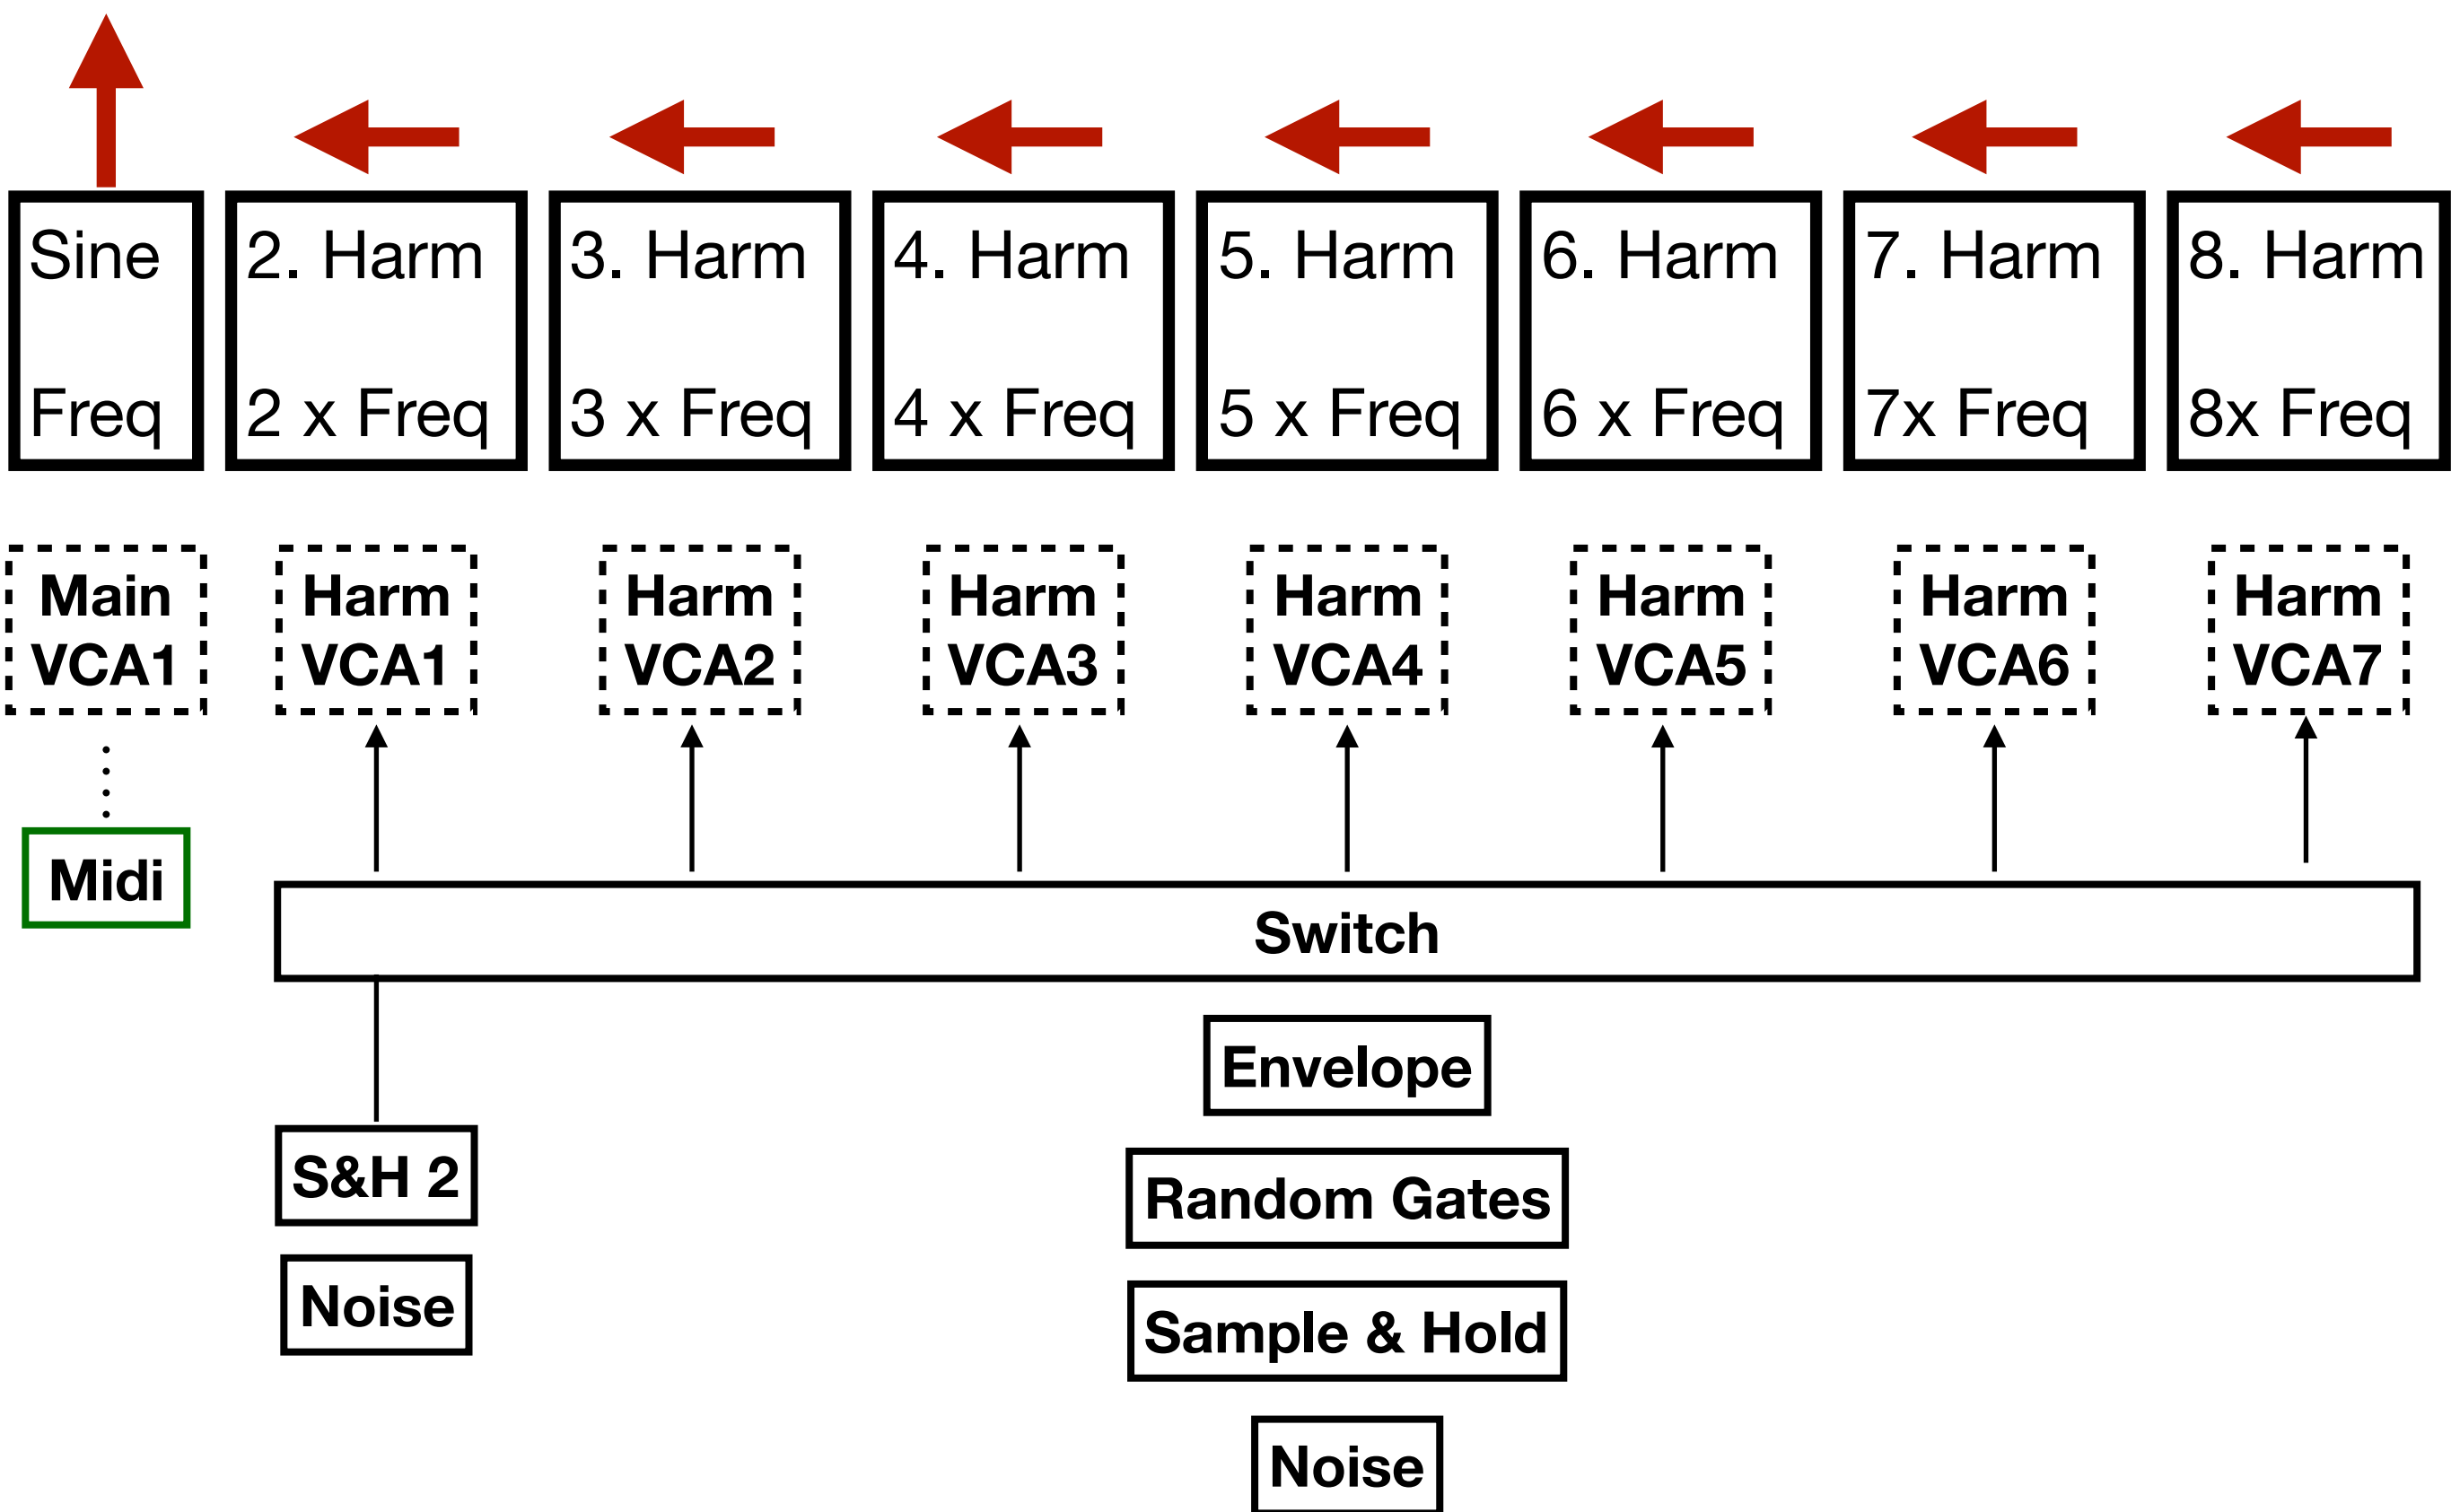 Sine
Freq
2. Harm
2 x Freq
3. Harm
3 x Freq
4. Harm
4 x Freq
5. Harm
5 x Freq
6. Harm
6 x Freq
7. Harm
7x Freq
8. Harm
8x Freq
Main
VCA1
Harm
VCA1
Harm
VCA2
Harm
VCA3
Harm
VCA4
Harm
VCA5
Harm
VCA6
Harm
VCA7
Midi
Switch
Envelope
S&H 2
Random Gates
Noise
Sample & Hold
Noise